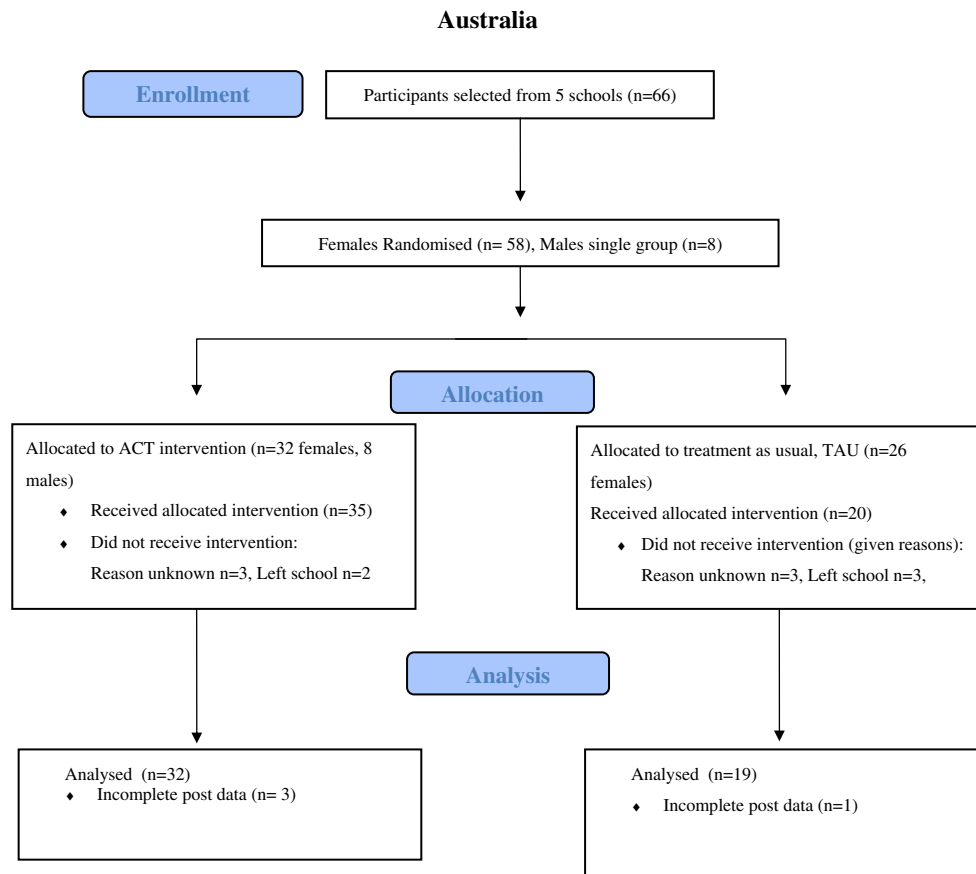 Australia
Enrollment
Participants selected from 5 schools (n=66)
Females Randomised (n= 58), Males single group (n=8)
Allocation
Allocated to ACT intervention (n=32 females, 8
males)
♦ Received allocated intervention (n=35)
♦ Did not receive intervention:
Reason unknown n=3, Left school n=2
Allocated to treatment as usual, TAU (n=26
females)
Received allocated intervention (n=20)
♦ Did not receive intervention (given reasons):
Reason unknown n=3, Left school n=3,
Analysis
Analysed (n=32)
♦ Incomplete post data (n= 3)
Analysed (n=19)
♦ Incomplete post data (n=1)